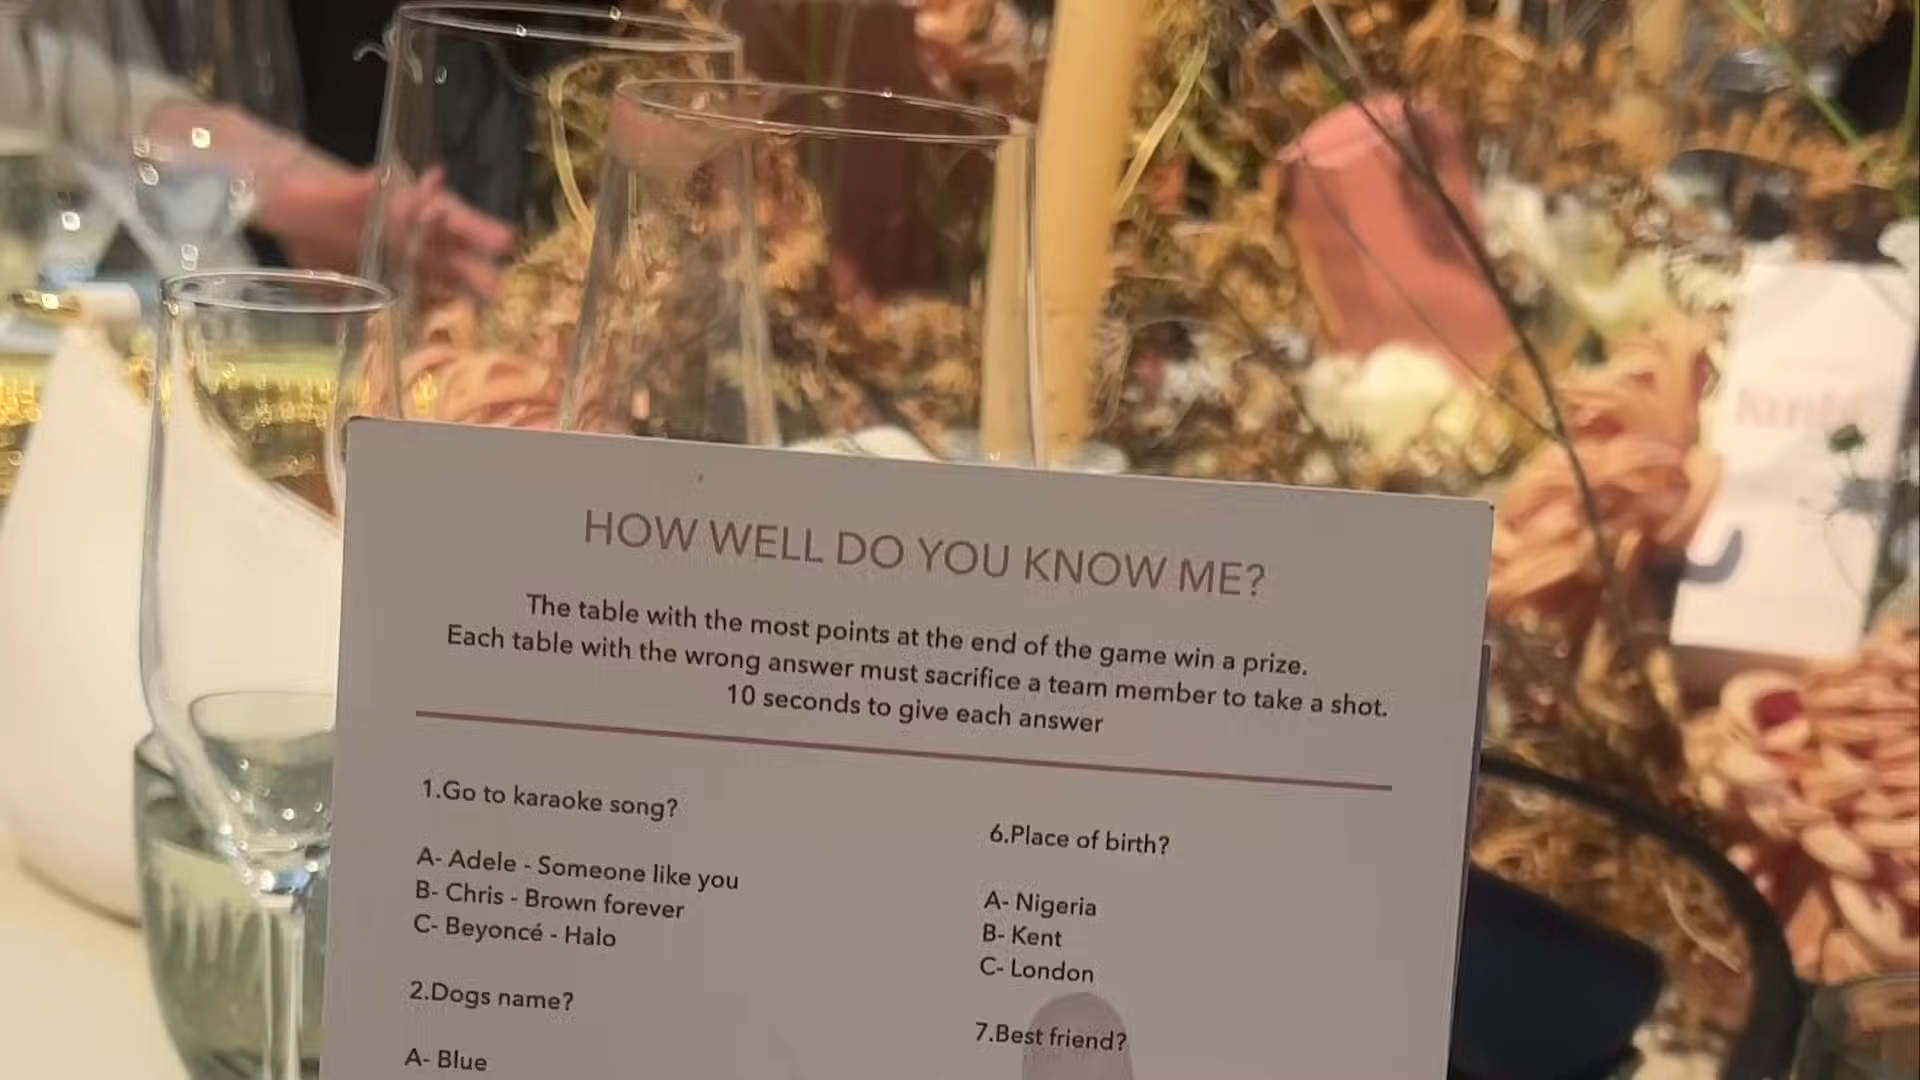 HOW WELL DO YOU KNOW ME?
The table with the most points at the end of the game win a prize.
Each table with the wrong answer must sacrifice a team member to take a shot.
10 seconds to give each answer
1.Go to karaoke song?
A- Adele - Someone like you
B- Chris - Brown forever
C- Beyoncé - Halo
2.Dogs name?
A- Blue
6.Place of birth?
A- Nigeria
B- Kent
C- London
7.Best friend?